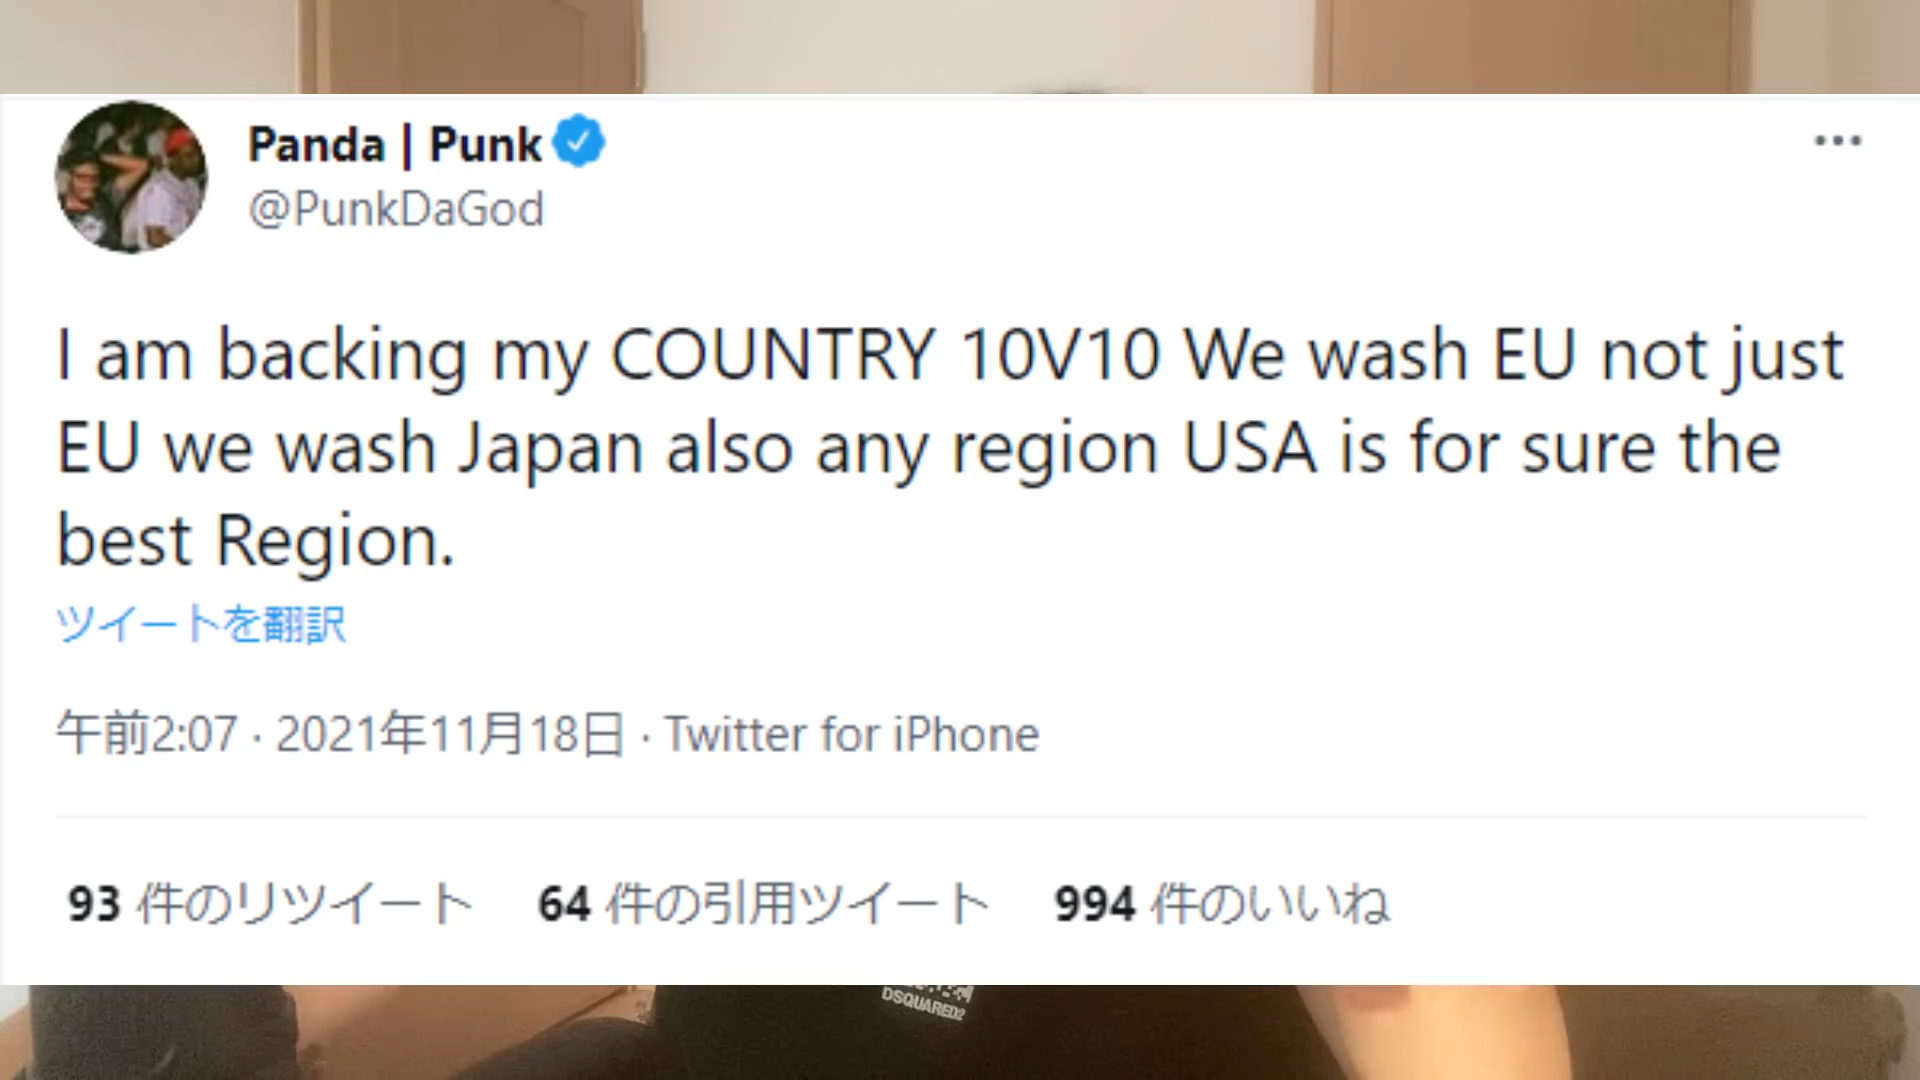 Panda | Punk
@PunkDaGod
I am backing my COUNTRY 10V10 We wash EU not just
EU we wash Japan also any region USA is for sure the
best Region.
ツイートを翻訳
午前2:07 · 2021年11月18日 · Twitter for iPhone
93 件のリツイート 64 件の引用ツイート 994 件のいいね
DSQUARED2